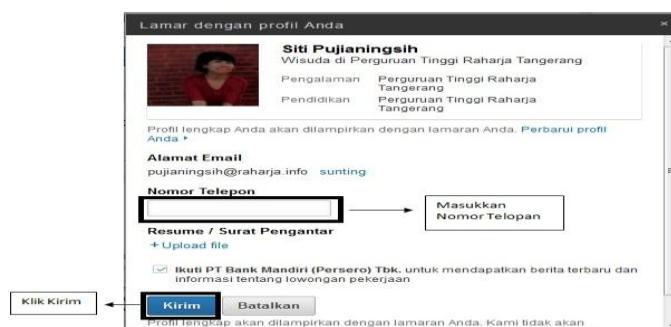 Lamar dengan profil Anda
×
Siti Pujianingsih
Wisuda di Perguruan Tinggi Raharja Tangerang
Pengalaman Perguruan Tinggi Raharja
Tangerang
Pendidikan Perguruan Tinggi Raharja
Tangerang
Profil lengkap Anda akan dilampirkan dengan lamaran Anda. Perbarui profil
Anda ▸
Alamat Email
pujianingsih@raharja.info sunting
Nomor Telepon
Masukkan
Nomor Telopan
Resume / Surat Pengantar
+ Upload file
Ikuti PT Bank Mandiri (Persero) Tbk. untuk mendapatkan berita terbaru dan
informasi tentang lowongan pekerjaan
Klik Kirim
Kirim Batalkan
Profil lengkap akan dilampirkan dengan lamaran Anda. Kami tidak akan